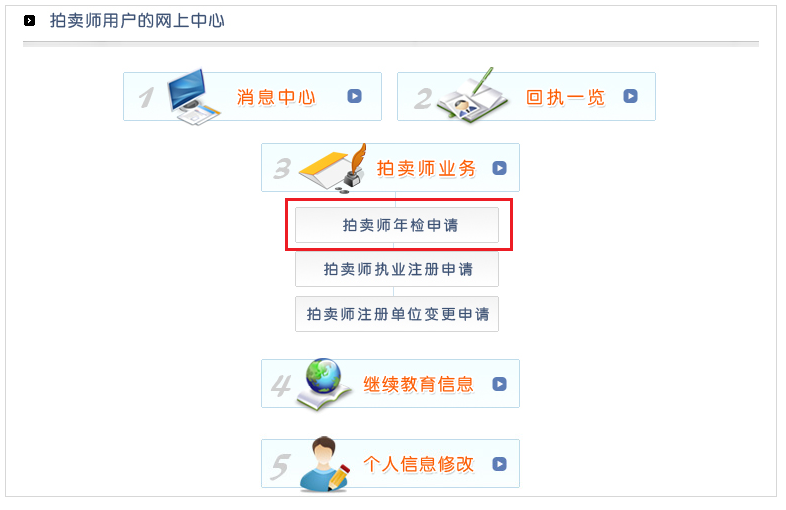 拍卖师用户的网上中心
1 消息中心
2 回执一览
3 拍卖师业务
拍卖师年检申请
拍卖师执业注册申请
拍卖师注册单位变更申请
4 继续教育信息
5 个人信息修改